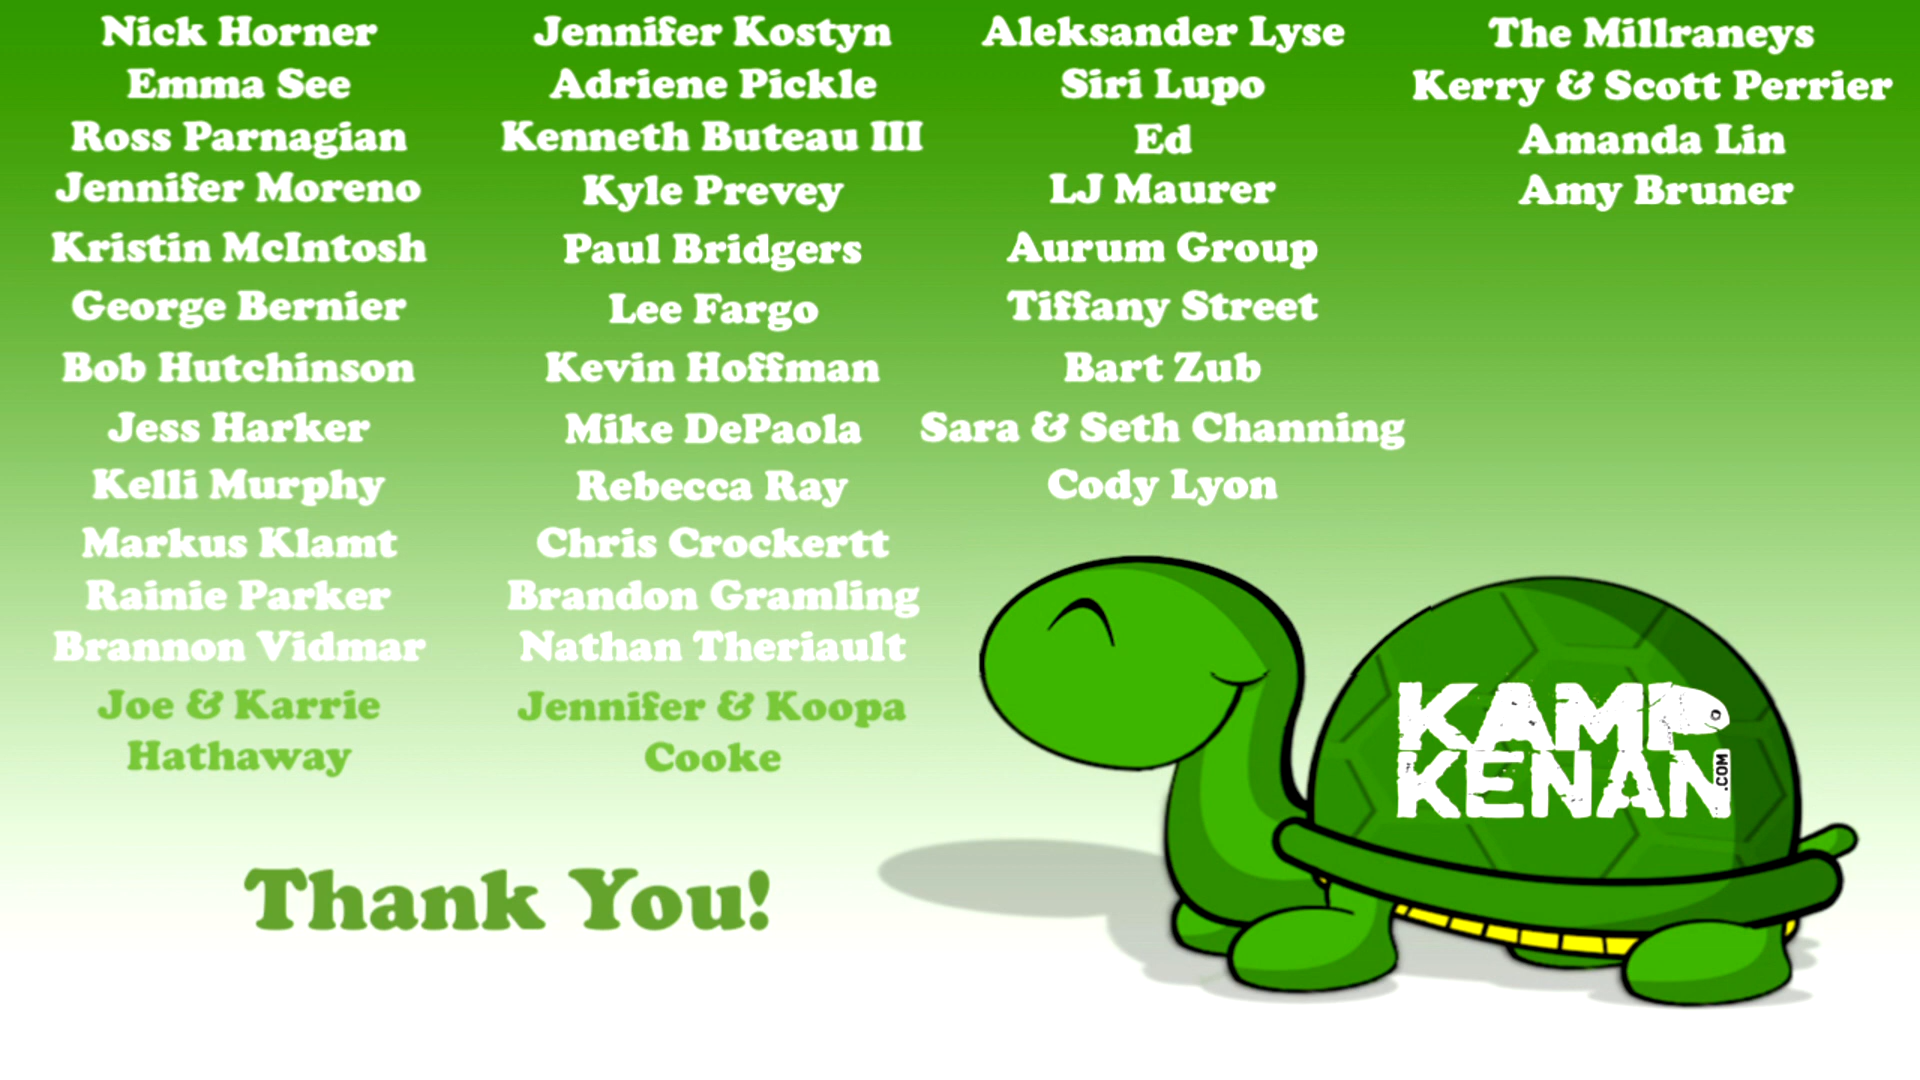 Nick Horner
Emma See
Ross Parnagian
Jennifer Moreno
Kristin McIntosh
George Bernier
Bob Hutchinson
Jess Harker
Kelli Murphy
Markus Klamt
Rainie Parker
Brannon Vidmar
Joe & Karrie
Hathaway
Jennifer Kostyn
Adriene Pickle
Kenneth Buteau III
Kyle Prevey
Paul Bridgers
Lee Fargo
Kevin Hoffman
Mike DePaola
Rebecca Ray
Chris Crockertt
Brandon Gramling
Nathan Theriault
Jennifer & Koopa
Cooke
Aleksander Lyse
Siri Lupo
Ed
LJ Maurer
Aurum Group
Tiffany Street
Bart Zub
Sara & Seth Channing
Cody Lyon
The Millraneys
Kerry & Scott Perrier
Amanda Lin
Amy Bruner
Thank You!
KAMP
KENAN
.COM